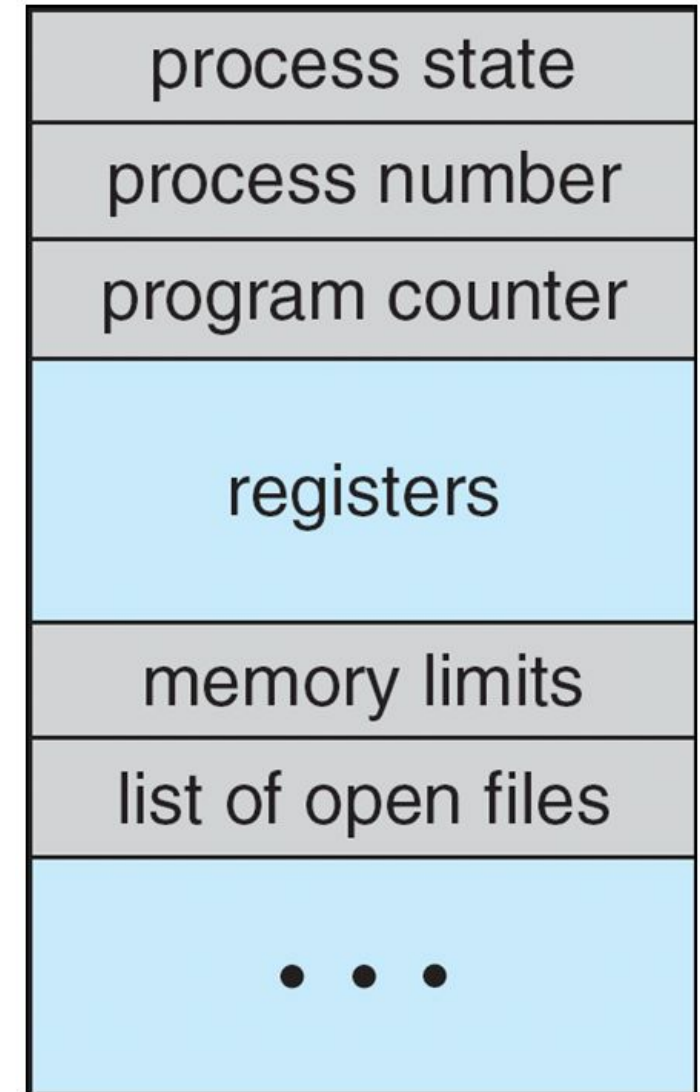 process state
process number
program counter
registers
memory limits
list of open files
• • •